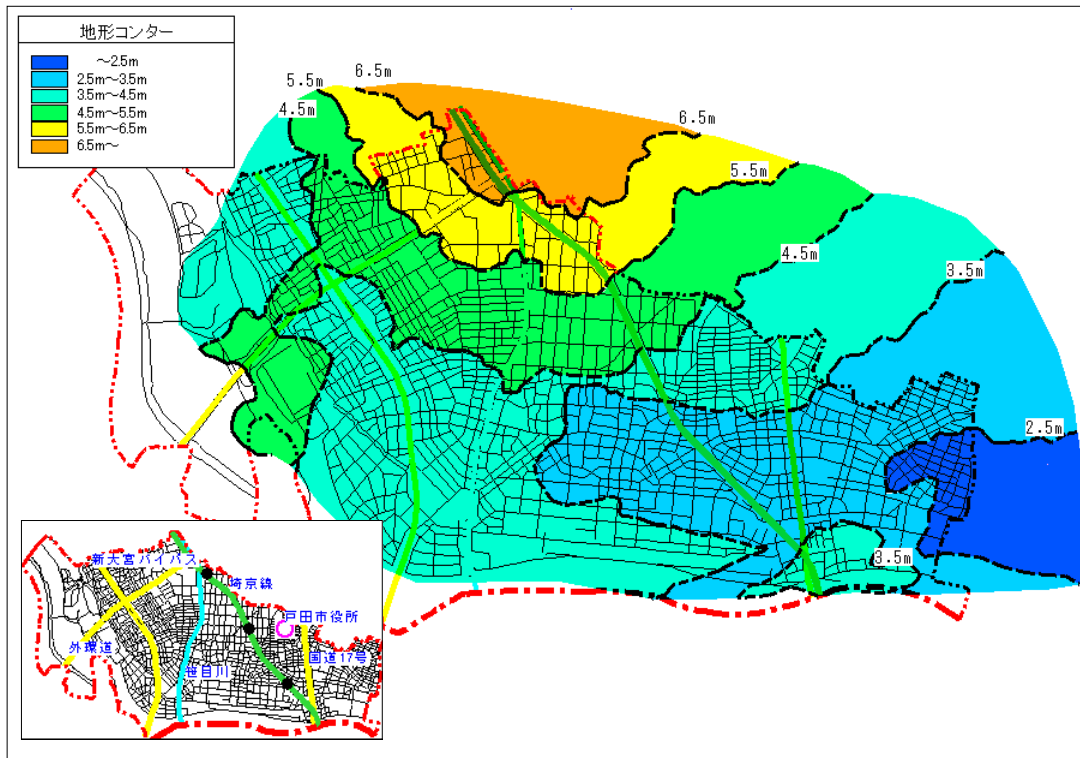 地形コンター
～2.5m
2.5m～3.5m
3.5m～4.5m
4.5m～5.5m
5.5m～6.5m
6.5m～
6.5m
5.5m
4.5m
6.5m
5.5m
4.5m
3.5m
2.5m
3.5m
新大宮バイパス
埼京線
戸田市役所
外環道
笹目川
国道17号